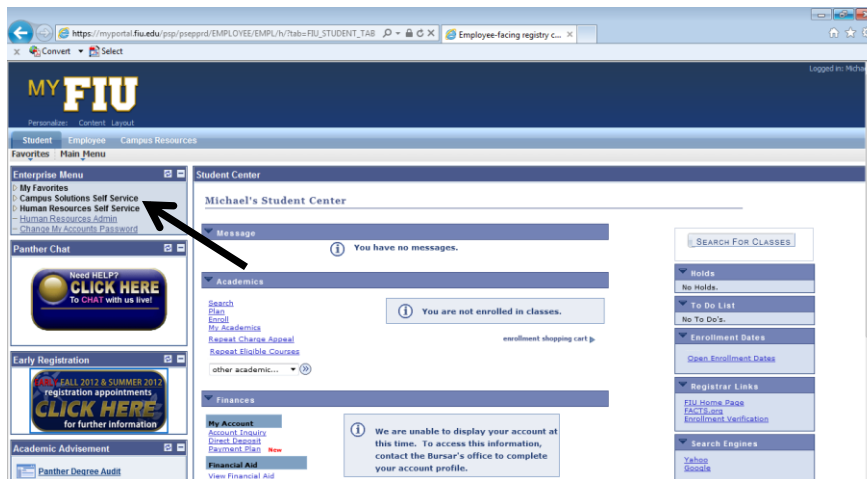 https://myportal.fiu.edu/psp/psepprd/EMPLOYEE/EMPL/h/?tab=FIU_STUDENT_TAB
Employee-facing registry c...
x Convert Select
Logged in: Micha
MY FIU
Personalize: Content Layout
Student Employee Campus Resources
Favorites Main Menu
Enterprise Menu
My Favorites
Campus Solutions Self Service
Human Resources Self Service
Human Resources Admin
Change My Accounts Password
Panther Chat
Need HELP?
CLICK HERE
To CHAT with us live!
Early Registration
EARLY FALL 2012 & SUMMER 2012
registration appointments
CLICK HERE
for further information
Academic Advisement
Panther Degree Audit
Student Center
Michael's Student Center
Message
You have no messages.
Academics
Search
Plan
Enroll
My Academics
Repeat Charge Appeal
Repeat Eligible Courses
other academic...
You are not enrolled in classes.
enrollment shopping cart
Finances
My Account
Account Inquiry
Direct Deposit
Payment Plan New
Financial Aid
View Financial Aid
We are unable to display your account at
this time. To access this information,
contact the Bursar's office to complete
your account profile.
SEARCH FOR CLASSES
Holds
No Holds.
To Do List
No To Do's.
Enrollment Dates
Open Enrollment Dates
Registrar Links
FIU Home Page
FACTS.org
Enrollment Verification
Search Engines
Yahoo
Google